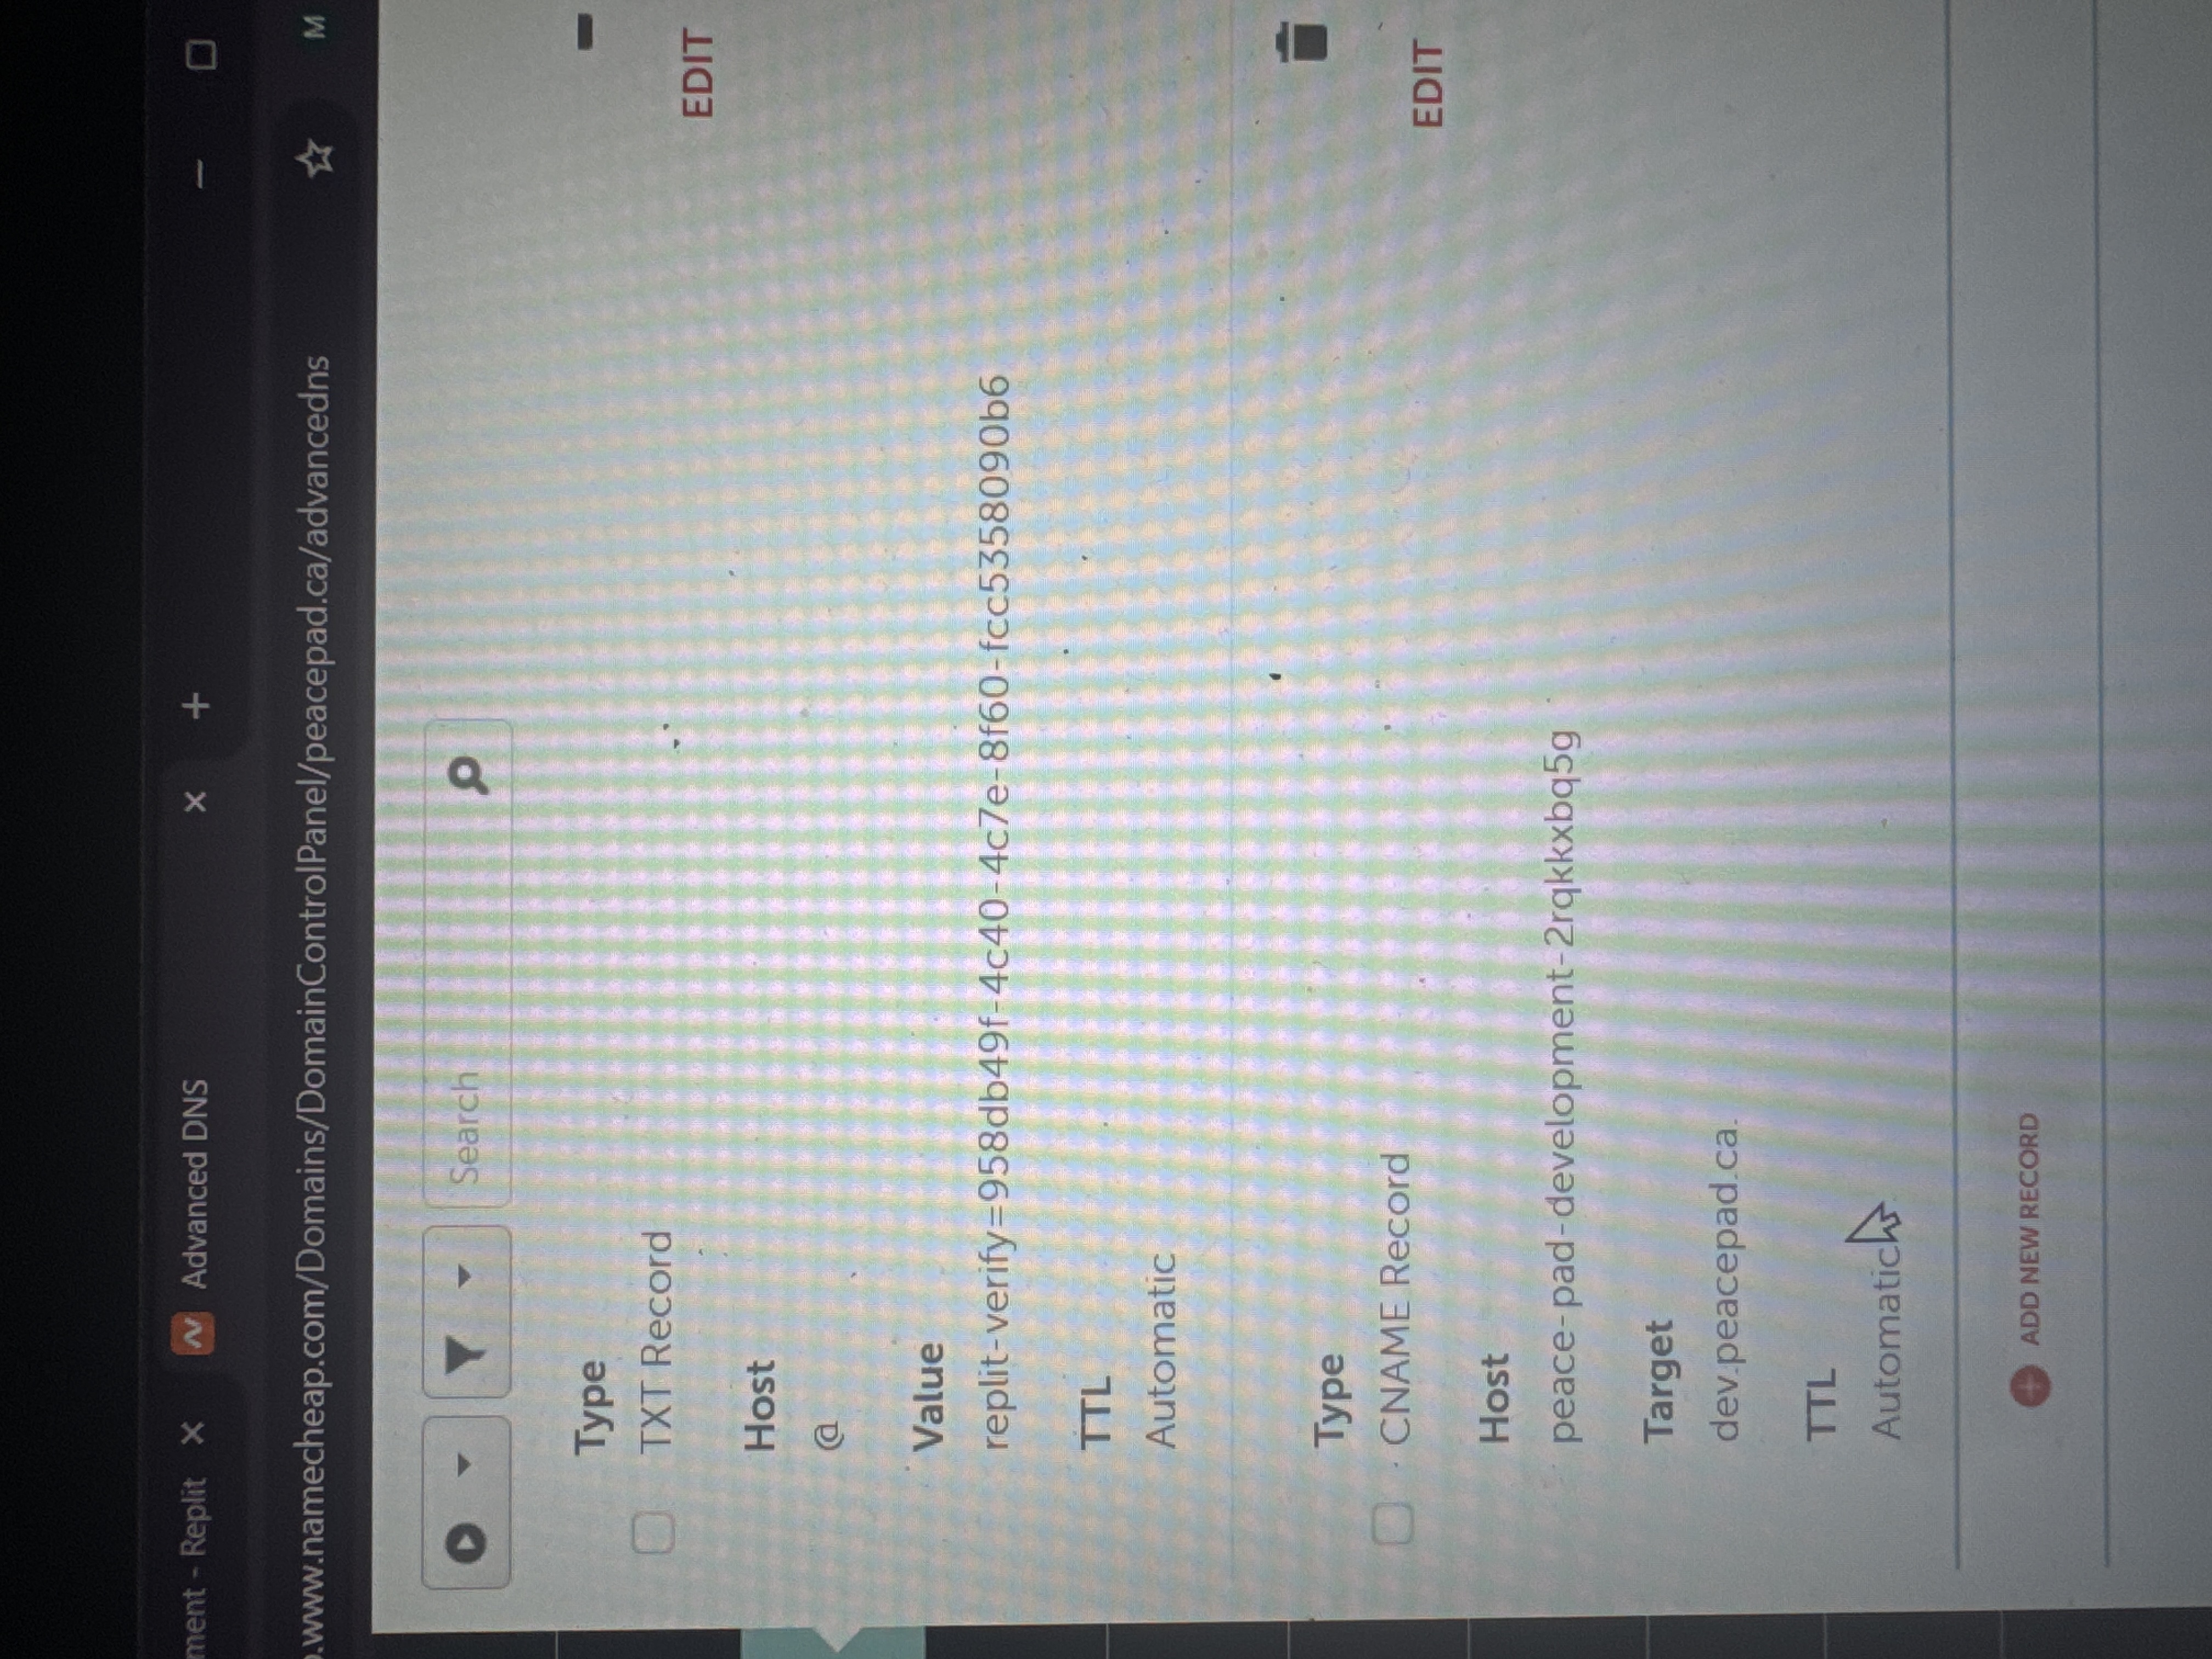 ment - Replit
Advanced DNS
.www.namecheap.com/Domains/DomainControlPanel/peacepad.ca/advancedns
M
Search
Type
TXT Record
EDIT
Host
@
Value
replit-verify=958db49f-4c40-4c7e-8f60-fcc5358090b6
TTL
Automatic
Type
CNAME Record
EDIT
Host
peace-pad-development-2rqkkxbq5g
Target
dev.peacepad.ca.
TTL
Automatic
ADD NEW RECORD